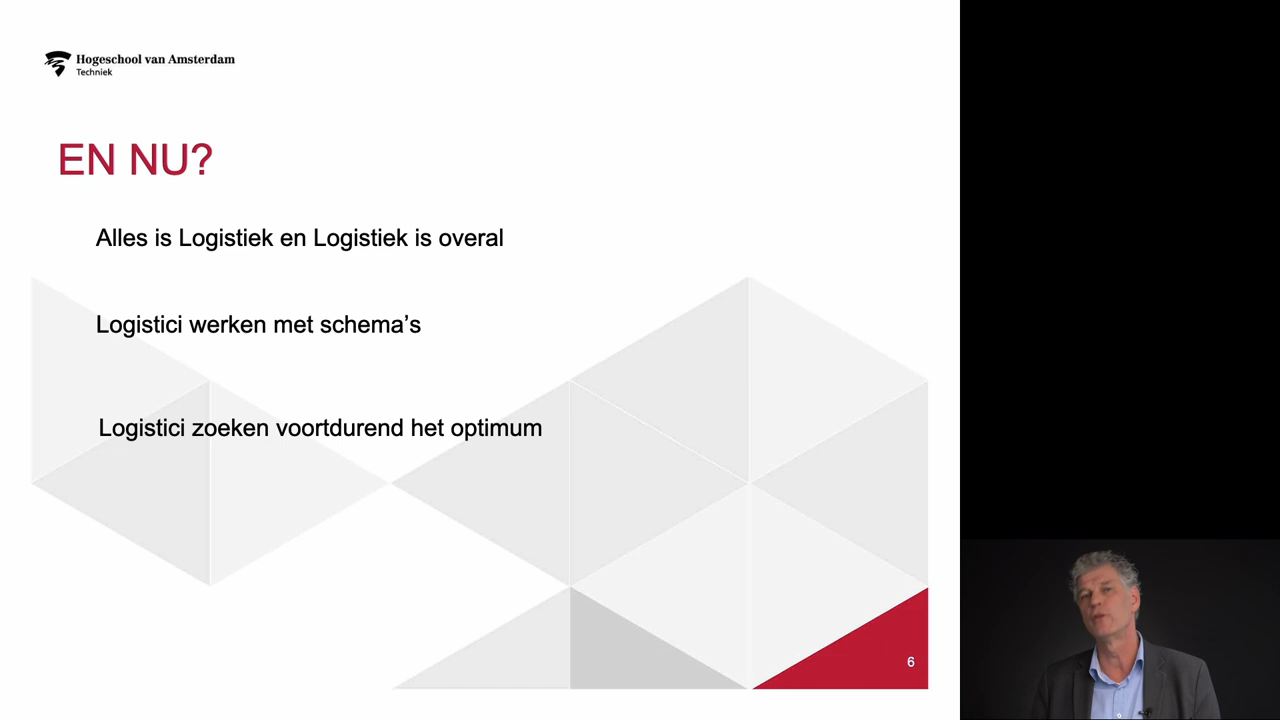 Hogeschool van Amsterdam
Techniek
EN NU?
Alles is Logistiek en Logistiek is overal
Logistici werken met schema’s
Logistici zoeken voortdurend het optimum
6